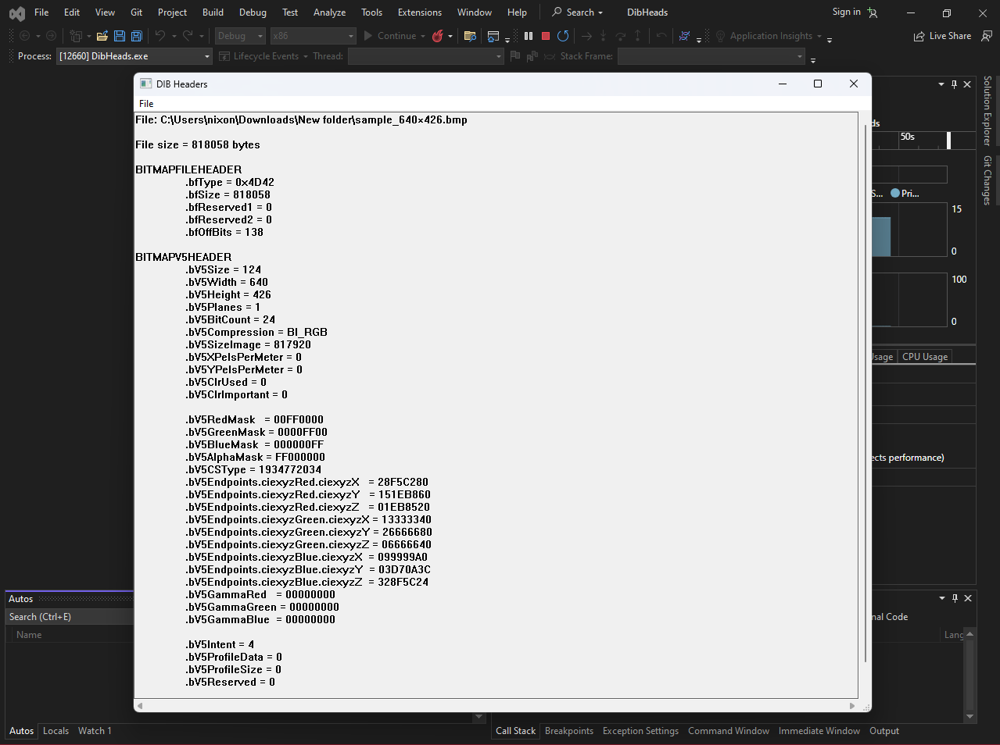 File Edit View Git Project Build Debug Test Analyze Tools Extensions Window Help Search DibHeads Sign in
Debug x86 Continue Application Insights Live Share
Process: [12660] DibHeads.exe Lifecycle Events Thread: Stack Frame:
DIB Headers
File
File: C:\Users\nixon\Downloads\New folder\sample_640×426.bmp
File size = 818058 bytes
BITMAPFILEHEADER
.bfType = 0x4D42
.bfSize = 818058
.bfReserved1 = 0
.bfReserved2 = 0
.bfOffBits = 138
BITMAPV5HEADER
.bV5Size = 124
.bV5Width = 640
.bV5Height = 426
.bV5Planes = 1
.bV5BitCount = 24
.bV5Compression = BI_RGB
.bV5SizeImage = 817920
.bV5XPelsPerMeter = 0
.bV5YPelsPerMeter = 0
.bV5ClrUsed = 0
.bV5ClrImportant = 0
.bV5RedMask = 00FF0000
.bV5GreenMask = 0000FF00
.bV5BlueMask = 000000FF
.bV5AlphaMask = FF000000
.bV5CSType = 1934772034
.bV5Endpoints.ciexyzRed.ciexyzX = 28F5C280
.bV5Endpoints.ciexyzRed.ciexyzY = 151EB860
.bV5Endpoints.ciexyzRed.ciexyzZ = 01EB8520
.bV5Endpoints.ciexyzGreen.ciexyzX = 13333340
.bV5Endpoints.ciexyzGreen.ciexyzY = 26666680
.bV5Endpoints.ciexyzGreen.ciexyzZ = 06666640
.bV5Endpoints.ciexyzBlue.ciexyzX = 099999A0
.bV5Endpoints.ciexyzBlue.ciexyzY = 03D70A3C
.bV5Endpoints.ciexyzBlue.ciexyzZ = 328F5C24
.bV5GammaRed = 00000000
.bV5GammaGreen = 00000000
.bV5GammaBlue = 00000000
.bV5Intent = 4
.bV5ProfileData = 0
.bV5ProfileSize = 0
.bV5Reserved = 0
ds
50s
S... Pri...
15
0
100
0
Usage CPU Usage
ects performance)
Solution Explorer
Git Changes
Autos
Search (Ctrl+E)
Name
nal Code
Lang
Autos Locals Watch 1
Call Stack Breakpoints Exception Settings Command Window Immediate Window Output